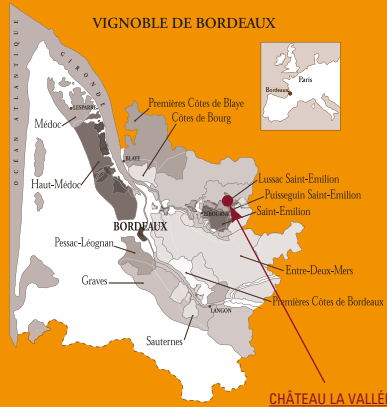 VIGNOBLE DE BORDEAUX
OCÉAN ATLANTIQUE
GIRONDE
Paris
Bordeaux
LESPARRE
Médoc
Premières Côtes de Blaye
Côtes de Bourg
BLAYE
Haut-Médoc
Lussac Saint-Emilion
Puisseguin Saint-Emilion
LIBOURNE
Saint-Emilion
BORDEAUX
Pessac-Léognan
Entre-Deux-Mers
Graves
Premières Côtes de Bordeaux
LANGON
Sauternes
CHÂTEAU LA VALLÉ